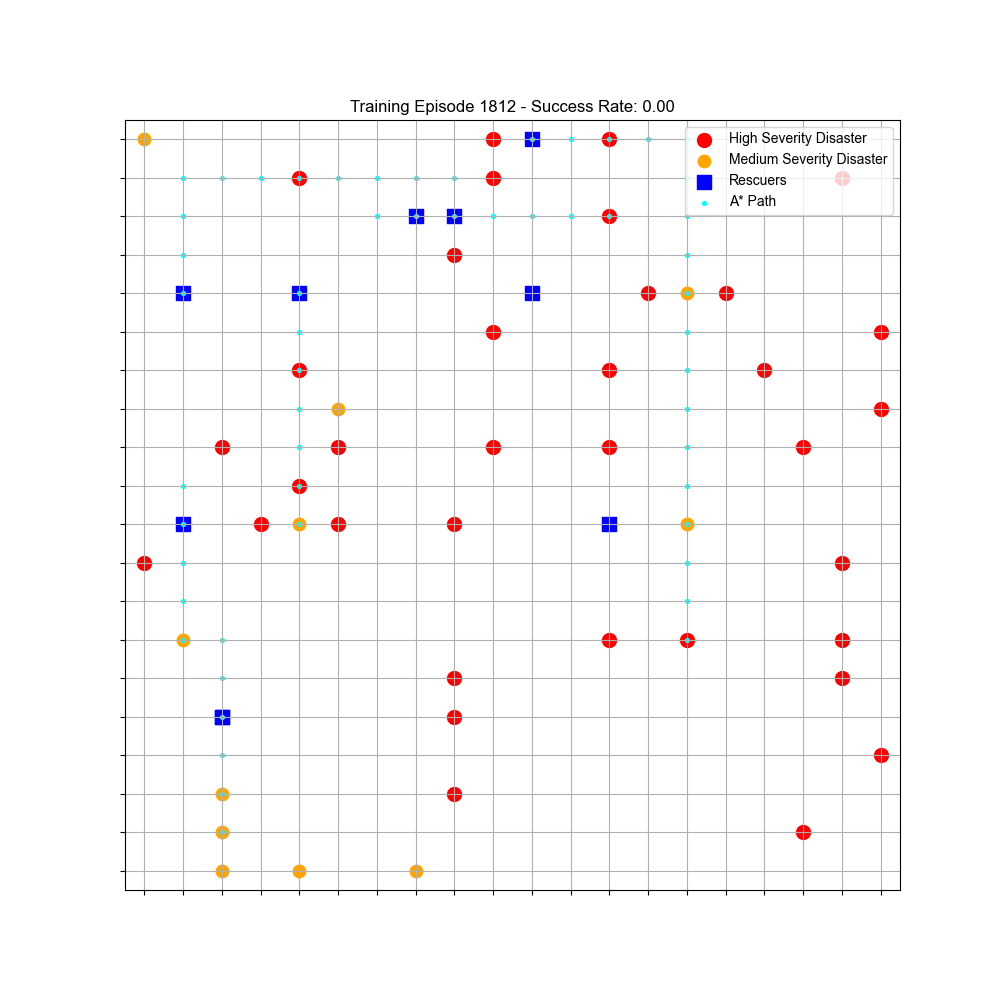 Training Episode 1812 - Success Rate: 0.00
High Severity Disaster
Medium Severity Disaster
Rescuers
A* Path